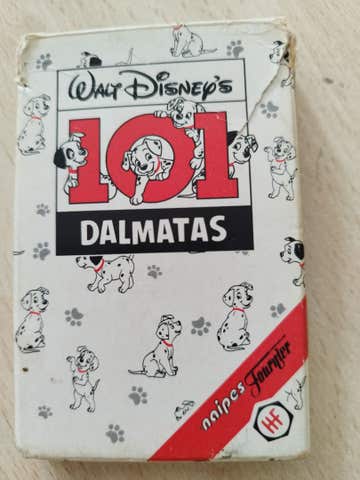 WALT DISNEY'S
101
DALMATAS
naipes Fournier
HF